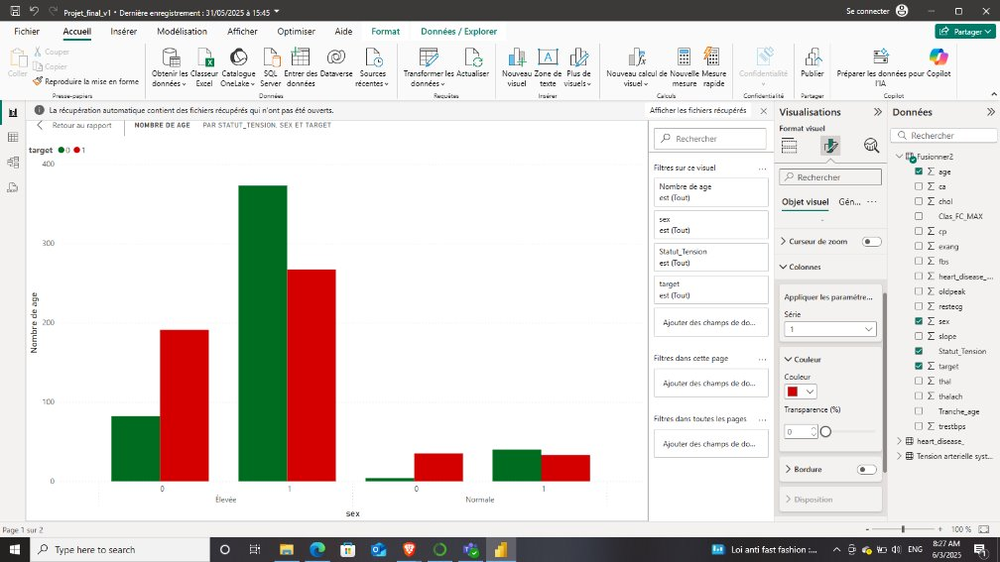 Projet_final_v1 • Dernière enregistrement : 31/05/2025 à 15:45
Se connecter
Fichier Accueil Insérer Modélisation Afficher Optimiser Aide Format Données / Explorer
Partager
Coller
Couper
Copier
Reproduire la mise en forme
Presse-papiers
Obtenir les données
Classeur Excel
Catalogue OneLake
SQL Server
Entrer des données
Dataverse
Sources récentes
Données
Transformer les données
Actualiser
Requêtes
Nouveau visuel
Zone de texte
Plus de visuels
Insérer
Nouveau calcul de visuel
Nouvelle mesure
Mesure rapide
Calculs
Confidentialité
Confidentialité
Publier
Partager
Préparer les données pour l'IA
Copilot
Copilot
La récupération automatique contient des fichiers récupérés qui n'ont pas été ouverts.
Afficher les fichiers récupérés
Retour au rapport
NOMBRE DE AGE PAR STATUT_TENSION, SEX ET TARGET
target 0 1
400
300
200
100
0
Nombre de age
0 1 0 1
Élevée Normale
sex
Rechercher
Filtres sur ce visuel ...
Nombre de age
est (Tout)
sex
est (Tout)
Statut_Tension
est (Tout)
target
est (Tout)
Ajouter des champs de do...
Filtres dans cette page ...
Ajouter des champs de do...
Filtres dans toutes les pages ...
Ajouter des champs de do...
Visualisations
Format visuel
Rechercher
Objet visuel Gén... ...
Curseur de zoom
Colonnes
Appliquer les paramètre...
Série
1
Couleur
Couleur
Transparence (%)
0
Bordure
Disposition
Données
Rechercher
Fusionner2
age
ca
chol
Clas_FC_MAX
cp
exang
fbs
heart_disease_...
oldpeak
restecg
sex
slope
Statut_Tension
target
thal
thalach
Tranche_age
trestbps
heart_disease_
Tension arterielle syst...
Page 1 sur 2
- + 100 %
Type here to search
Loi anti fast fashion :...
ENG
8:27 AM
6/3/2025